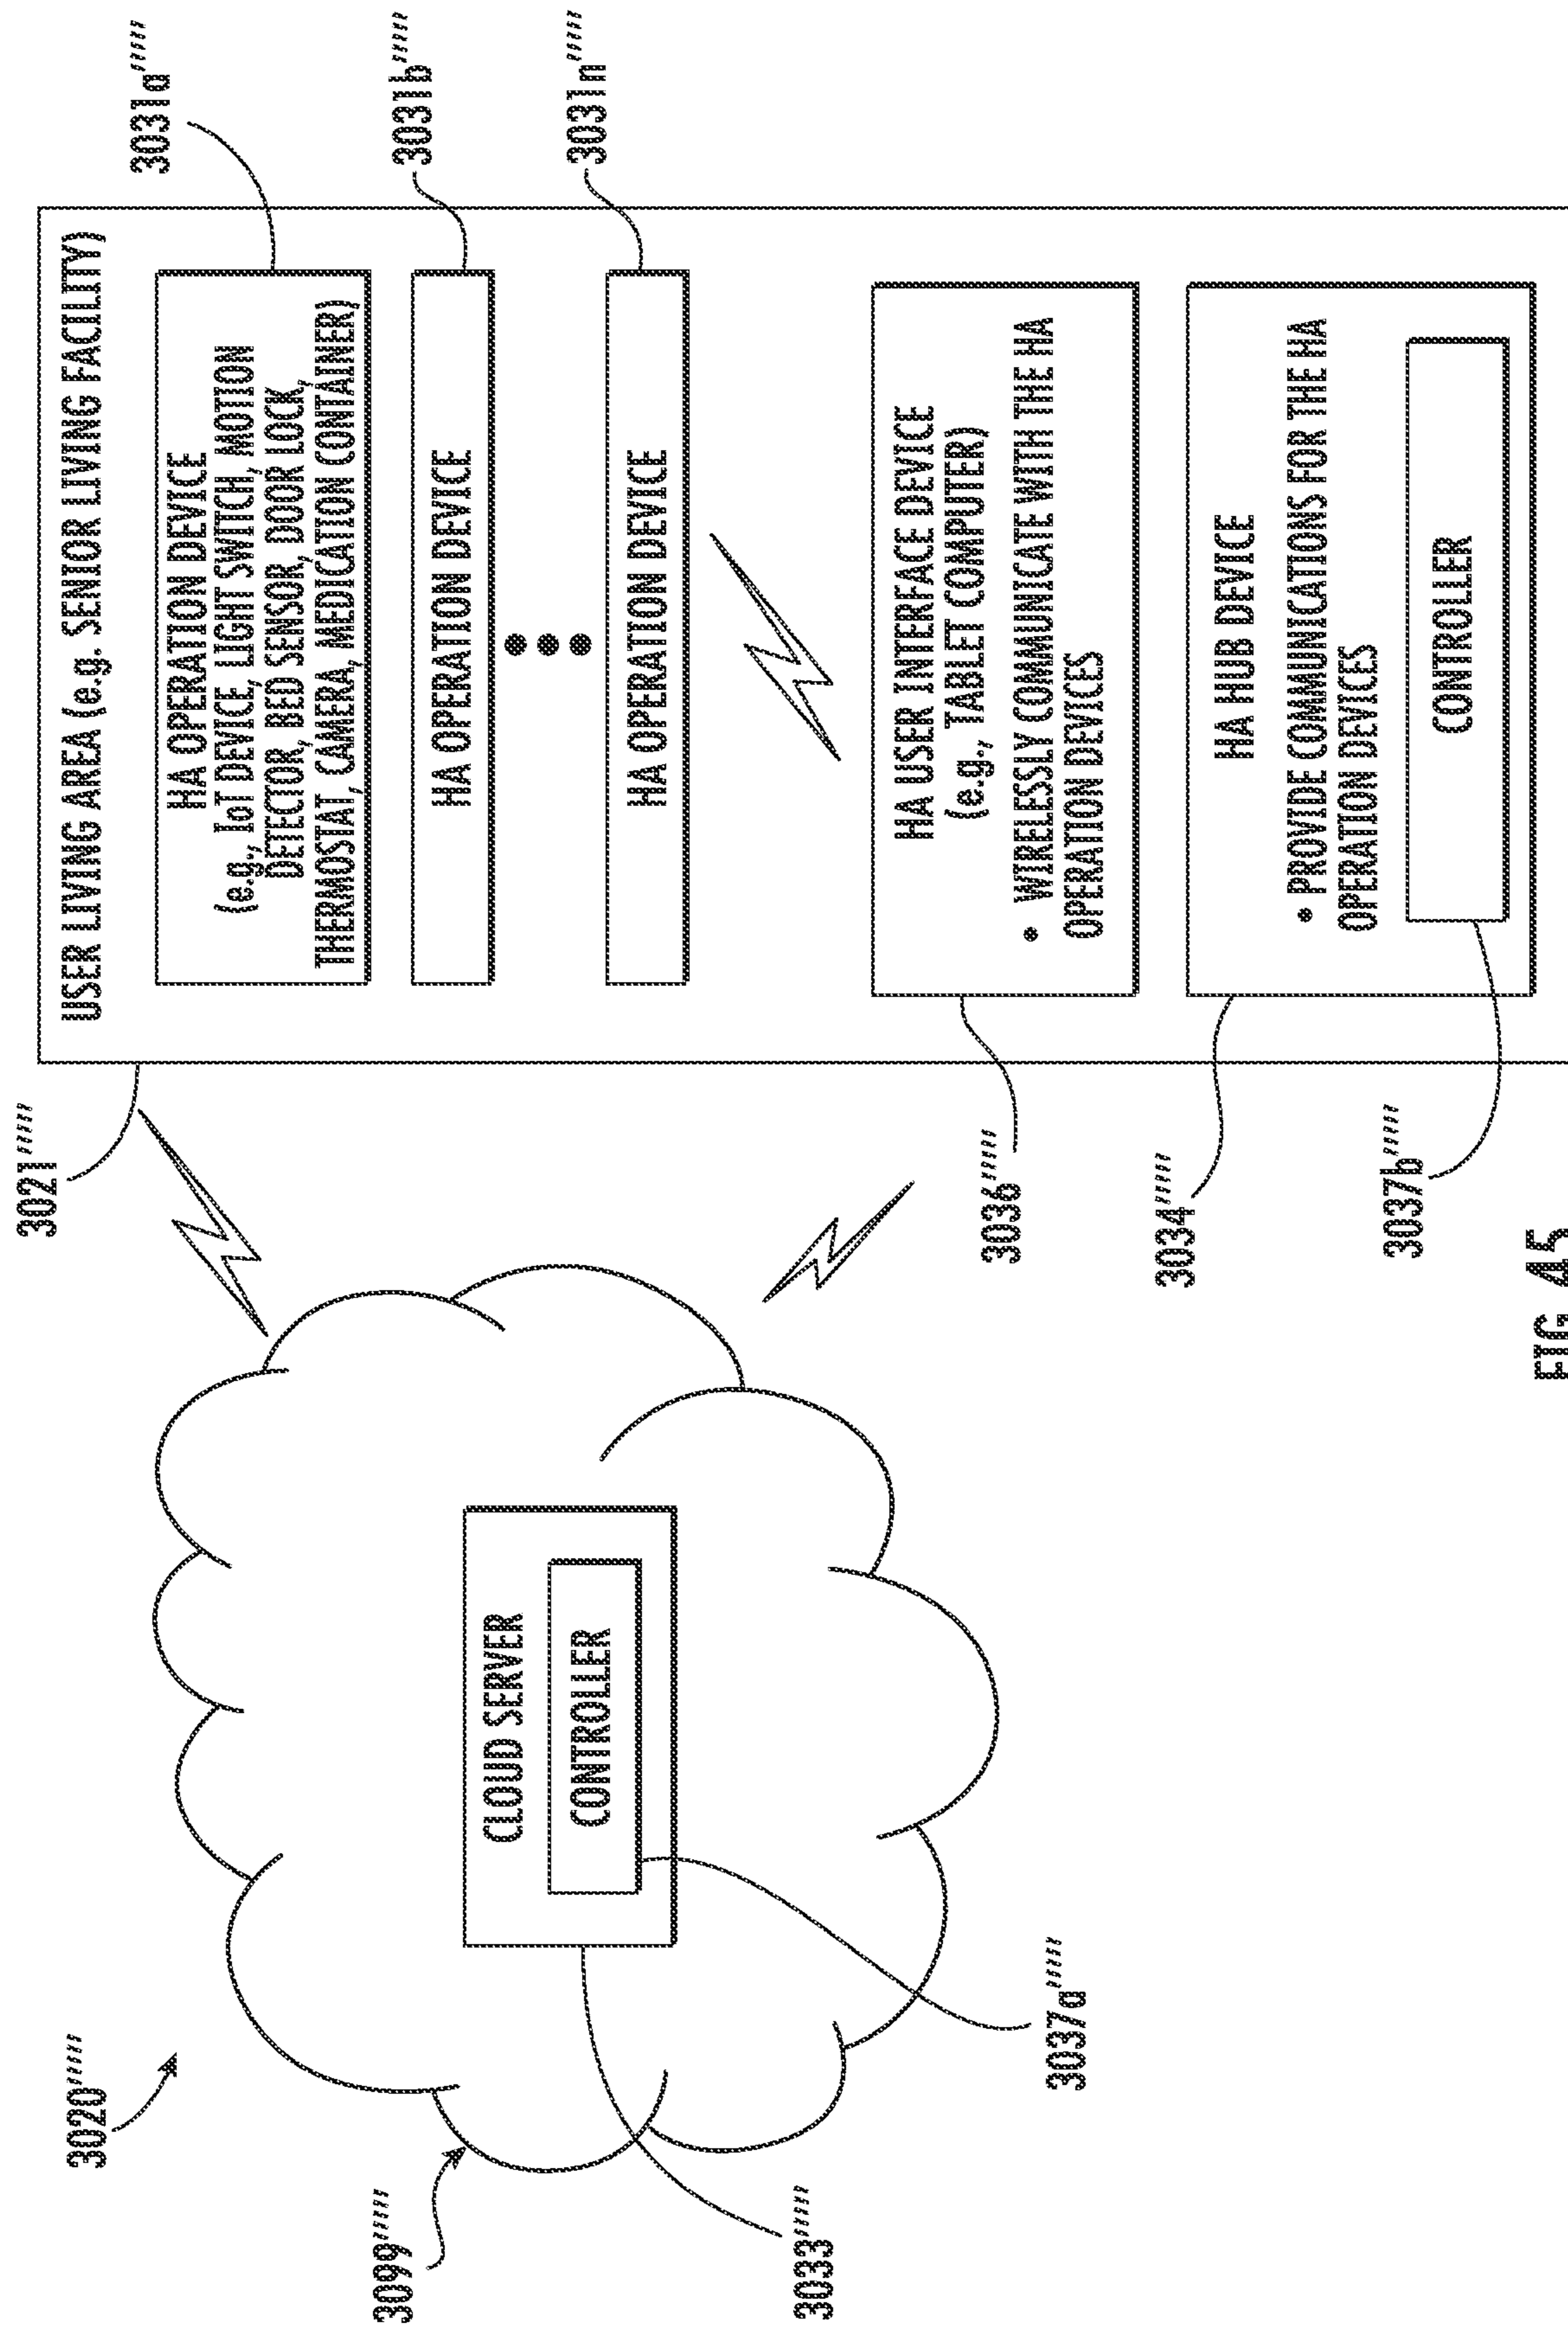 3020'''''
3099'''''
3033'''''
CLOUD SERVER
CONTROLLER
3037a'''''
3021'''''
USER LIVING AREA (e.g. SENIOR LIVING FACILITY)
HA OPERATION DEVICE
(e.g., IoT DEVICE, LIGHT SWITCH, MOTION
DETECTOR, BED SENSOR, DOOR LOCK,
THERMOSTAT, CAMERA, MEDICATION CONTAINER)
3031a'''''
HA OPERATION DEVICE
3031b'''''
HA OPERATION DEVICE
3031n'''''
HA USER INTERFACE DEVICE
(e.g., TABLET COMPUTER)
• WIRELESSLY COMMUNICATE WITH THE HA
OPERATION DEVICES
3036'''''
HA HUB DEVICE
• PROVIDE COMMUNICATIONS FOR THE HA
OPERATION DEVICES
3034'''''
CONTROLLER
3037b'''''
FIG. 45